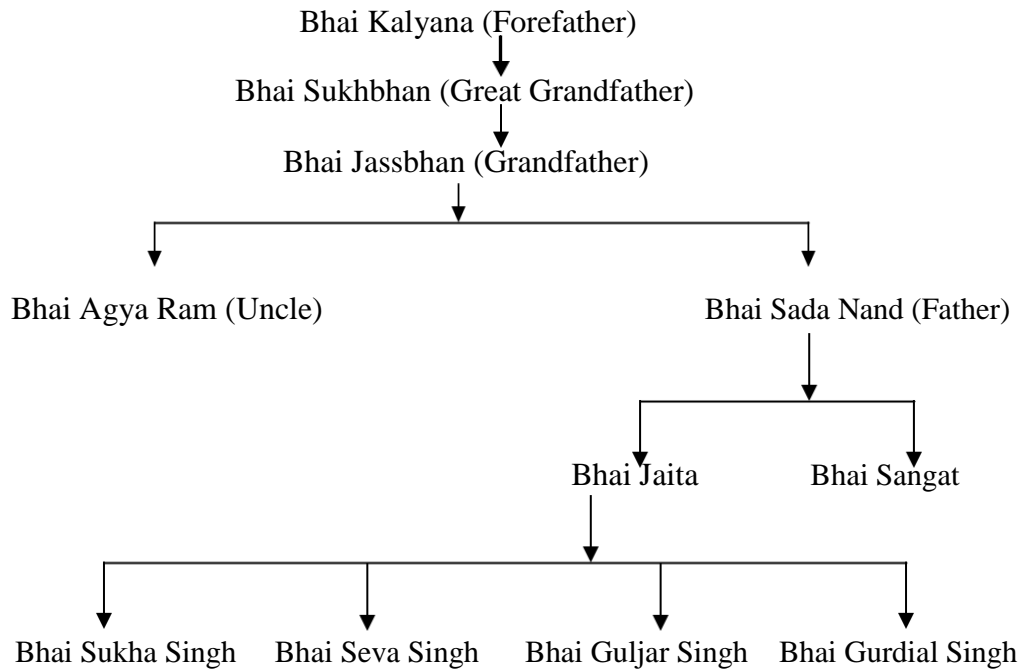 Bhai Kalyana (Forefather)
Bhai Sukhbhan (Great Grandfather)
Bhai Jassbhan (Grandfather)
Bhai Agya Ram (Uncle)
Bhai Sada Nand (Father)
Bhai Jaita
Bhai Sangat
Bhai Sukha Singh
Bhai Seva Singh
Bhai Guljar Singh
Bhai Gurdial Singh